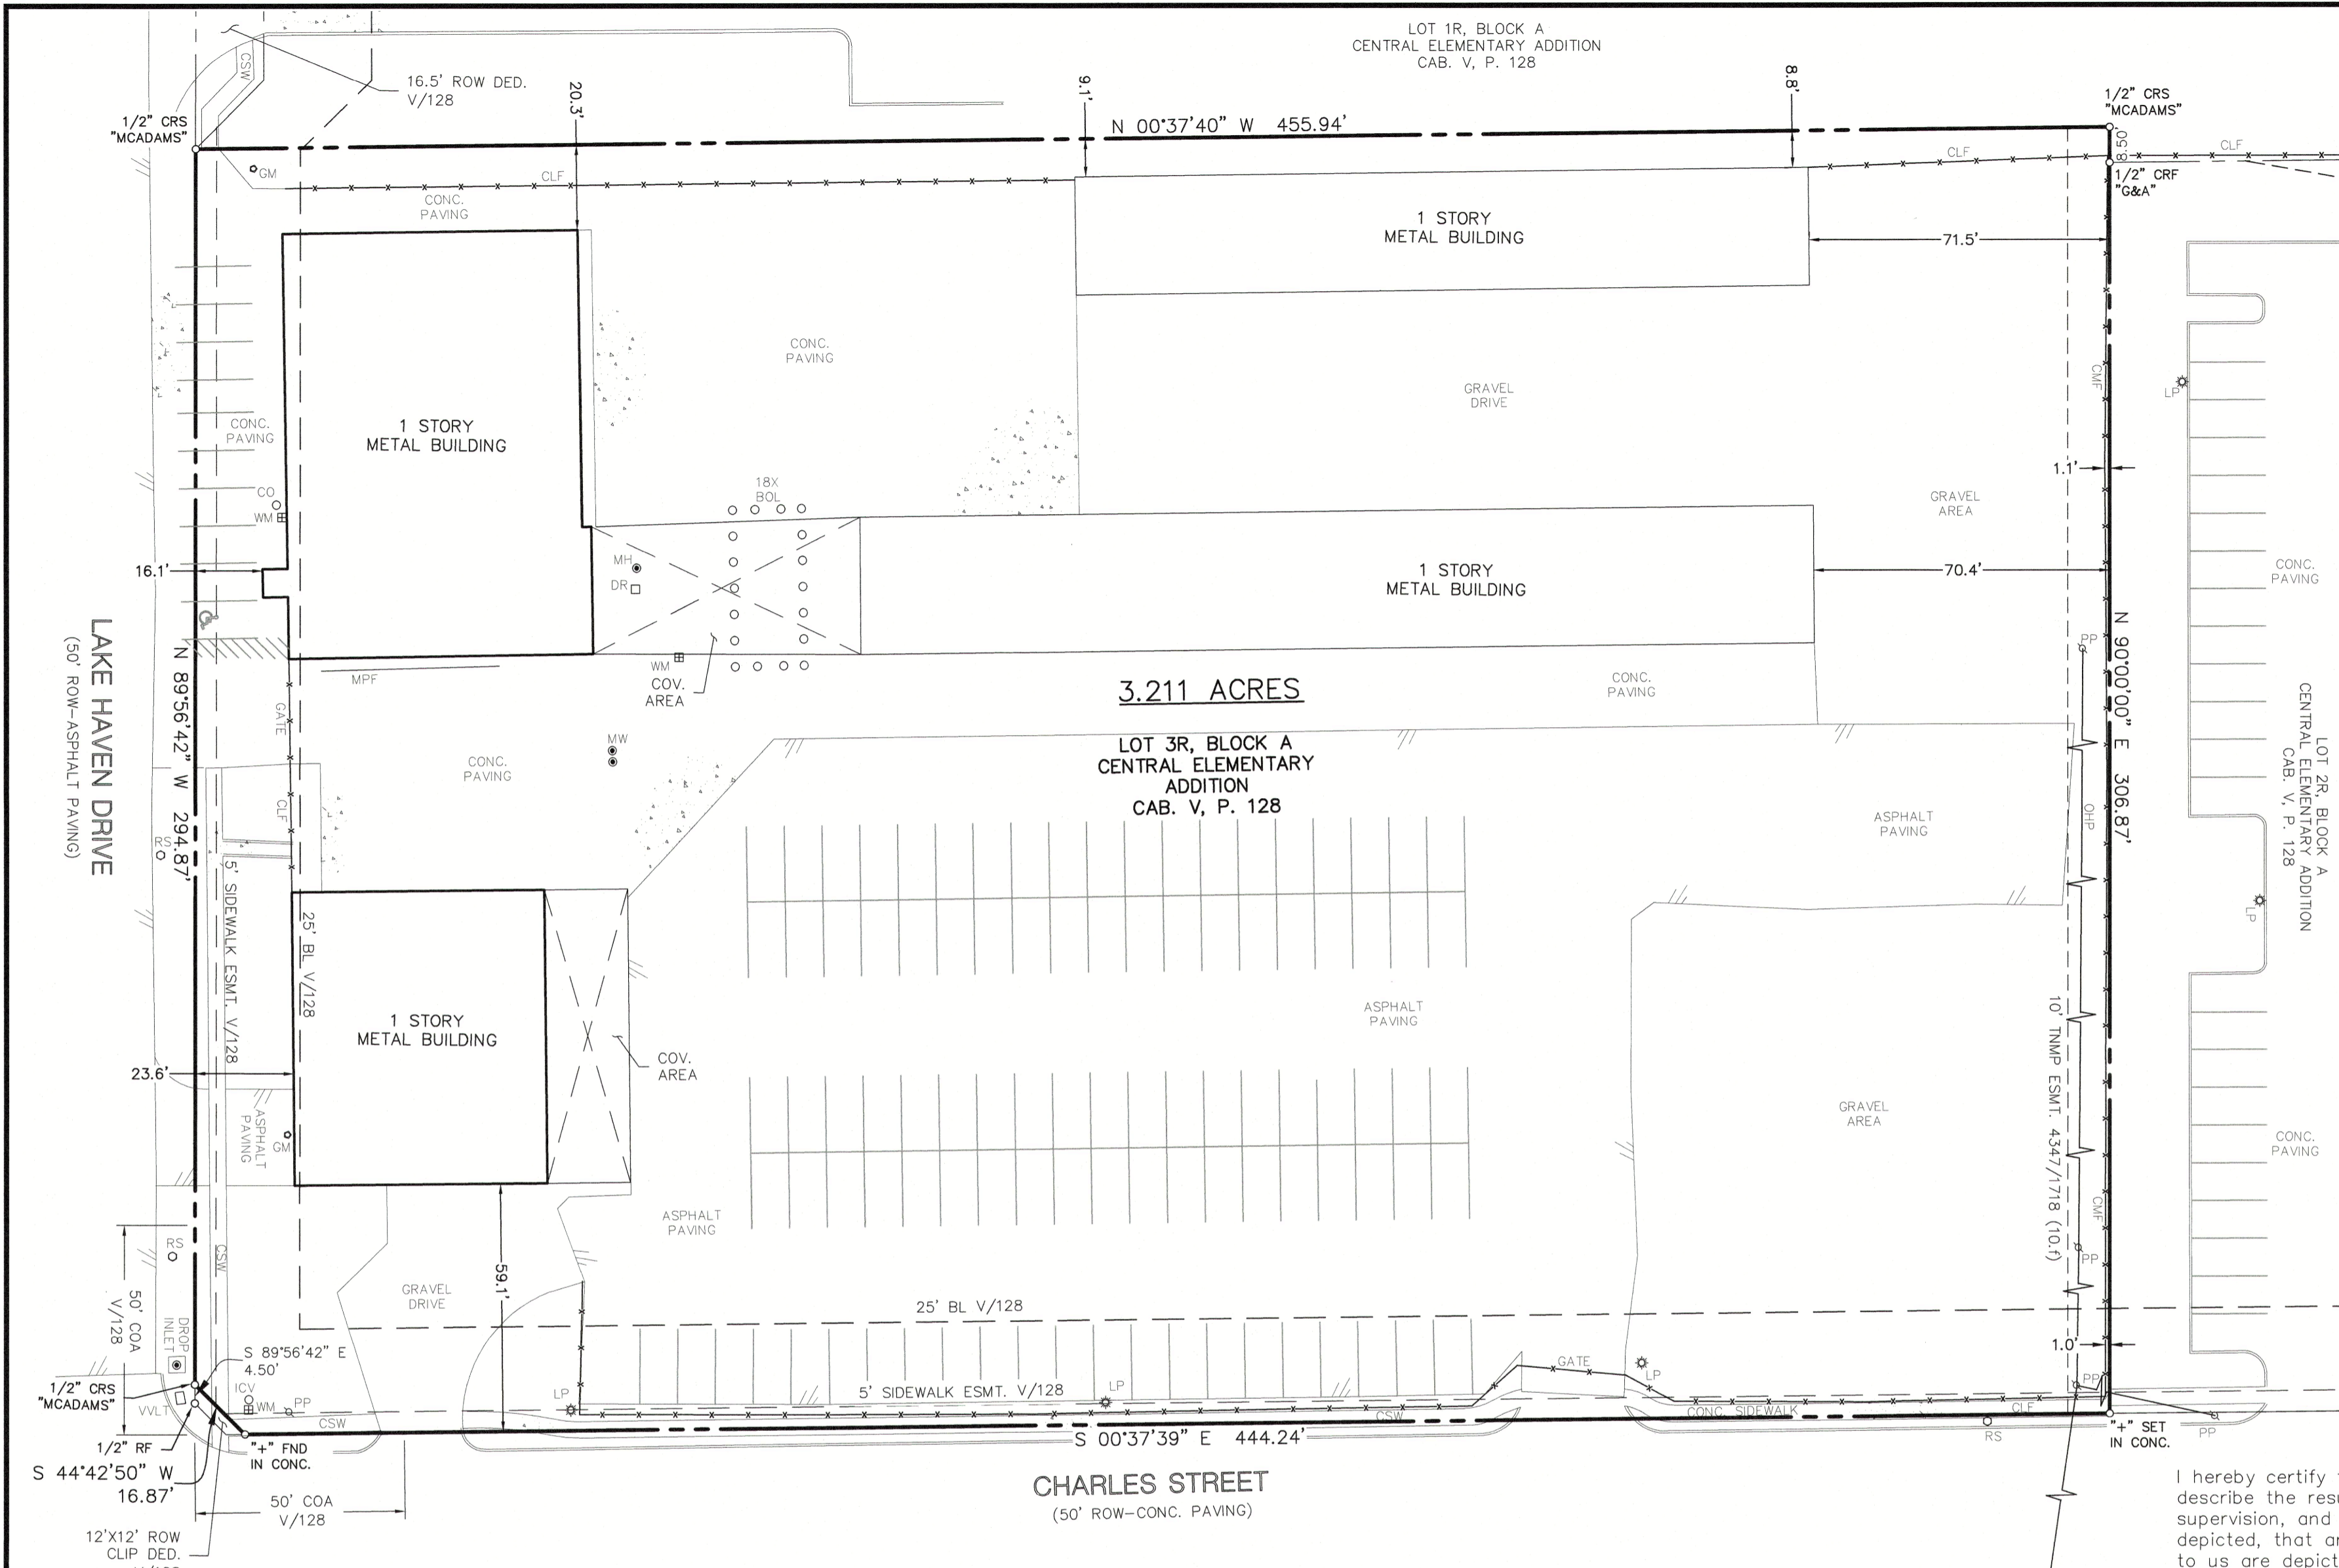 LOT 1R, BLOCK A
CENTRAL ELEMENTARY ADDITION
CAB. V, P. 128
CSW
16.5' ROW DED.
V/128
1/2" CRS
"MCADAMS"
20.3'
9.1'
8.8'
N 00°37'40" W 455.94'
1/2" CRS
"MCADAMS"
8.50'
CLF
1/2" CRF
"G&A"
GM
CLF
CLF
CONC.
PAVING
1 STORY
METAL BUILDING
71.5'
CONC.
PAVING
GRAVEL
DRIVE
CMF
LP
CONC.
PAVING
1 STORY
METAL BUILDING
1.1'
18X
BOL
GRAVEL
AREA
CO
WM
MH
DR
16.1'
1 STORY
METAL BUILDING
70.4'
CONC.
PAVING
LAKE HAVEN DRIVE
(50' ROW-ASPHALT PAVING)
N 89°56'42" W 294.87'
MPF
WM
COV.
AREA
3.211 ACRES
CONC.
PAVING
PP
N 90°00'00" E 306.87'
LOT 2R, BLOCK A
CENTRAL ELEMENTARY ADDITION
CAB. V, P. 128
GATE
MW
CONC.
PAVING
LOT 3R, BLOCK A
CENTRAL ELEMENTARY
ADDITION
CAB. V, P. 128
CLF
ASPHALT
PAVING
OHP
RS
5' SIDEWALK ESMT. V/128
25' BL V/128
LP
1 STORY
METAL BUILDING
COV.
AREA
ASPHALT
PAVING
10' TNMP ESMT. 4347/1718 (10.f)
23.6'
GRAVEL
AREA
ASPHALT
PAVING
GM
CONC.
PAVING
ASPHALT
PAVING
CMF
RS
CSW
PP
59.1'
GRAVEL
DRIVE
50' COA
V/128
25' BL V/128
DROP
INLET
S 89°56'42" E
4.50'
1.0'
GATE
LP
1/2" CRS
"MCADAMS"
ICV
WM
PP
LP
5' SIDEWALK ESMT. V/128
LP
PP
VVLT
CSW
CSW
CONC. SIDEWALK
CLF
1/2" RF
"+" FND
IN CONC.
S 00°37'39" E 444.24'
RS
"+" SET
IN CONC.
PP
S 44°42'50" W
16.87'
50' COA
V/128
CHARLES STREET
(50' ROW-CONC. PAVING)
12'X12' ROW
CLIP DED.
I hereby certify
describe the
supervision, and
depicted, that
to us are